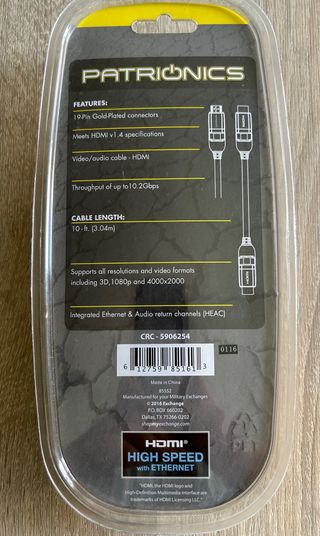 PATRIONICS
FEATURES:
19-Pin Gold-Plated connectors
Meets HDMI v1.4 specifications
Video/audio cable - HDMI
Throughput of up to10.2Gbps
CABLE LENGTH:
10 - ft. (3.04m)
Supports all resolutions and video formats
including 3D,1080p and 4000x2000
Integrated Ethernet & Audio return channels (HEAC)
CRC - 5906254
0116
6 12759 85161 3
Made in China
85552
Manufactured for your Military Exchanges
© 2016 Exchange
P.O. BOX 660202
Dallas, TX 75266-0202
shopmyexchange.com
HDMI®
HIGH SPEED
with ETHERNET
"HDMI, the HDMI logo and
High-Definition Multimedia Interface are
trademarks of HDMI Licensing LLC."